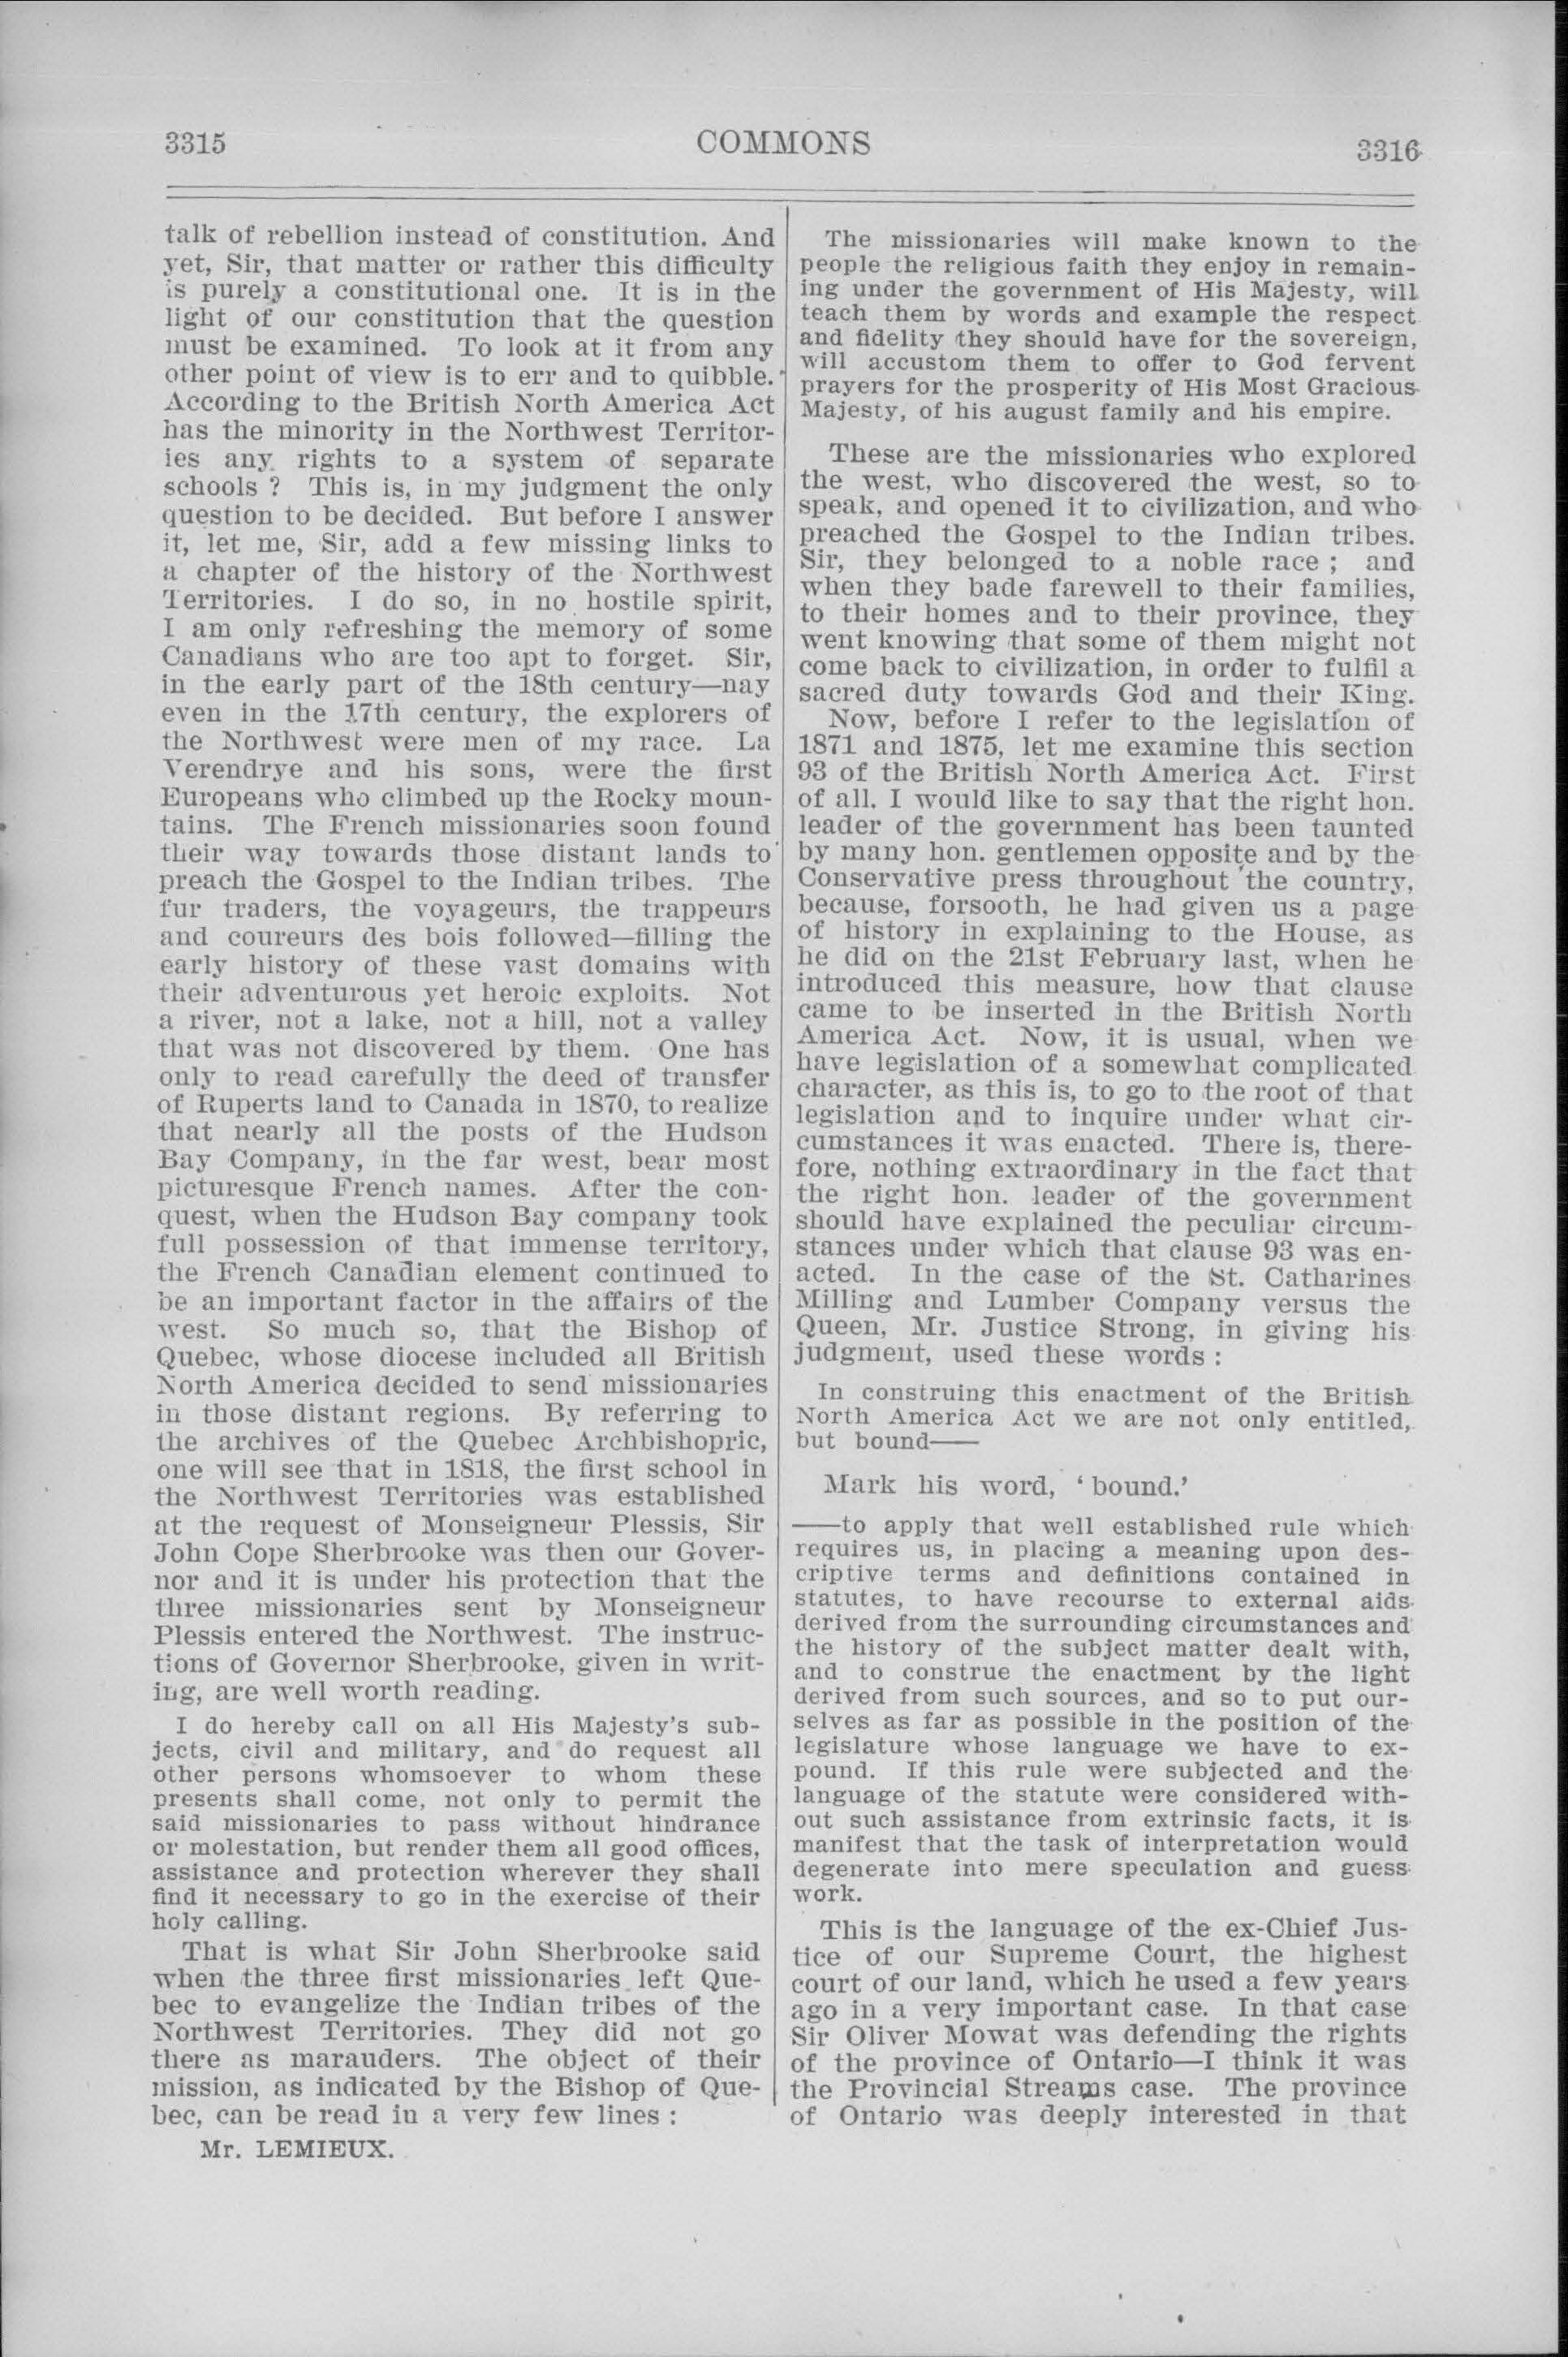 3315
COMMONS
3316
talk of rebellion instead of constitution. And
yet, Sir, that matter or rather this difficulty
is purely a constitutional one. It is in the
light of our constitution that the question
must be examined. To look at it from any
other point of view is to err and to quibble.
According to the British North America Act
has the minority in the Northwest Territor-
ies any rights to a system of separate
schools ? This is, in my judgment the only
question to be decided. But before I answer
it, let me, Sir, add a few missing links to
a chapter of the history of the Northwest
Territories. I do so, in no hostile spirit,
I am only refreshing the memory of some
Canadians who are too apt to forget. Sir,
in the early part of the 18th century—nay
even in the 17th century, the explorers of
the Northwest were men of my race. La
Verendrye and his sons, were the first
Europeans who climbed up the Rocky moun-
tains. The French missionaries soon found
their way towards those distant lands to
preach the Gospel to the Indian tribes. The
fur traders, the voyageurs, the trappeurs
and coureurs des bois followed—filling the
early history of these vast domains with
their adventurous yet heroic exploits. Not
a river, not a lake, not a hill, not a valley
that was not discovered by them. One has
only to read carefully the deed of transfer
of Ruperts land to Canada in 1870, to realize
that nearly all the posts of the Hudson
Bay Company, in the far west, bear most
picturesque French names. After the con-
quest, when the Hudson Bay company took
full possession of that immense territory,
the French Canadian element continued to
be an important factor in the affairs of the
west. So much so, that the Bishop of
Quebec, whose diocese included all British
North America decided to send missionaries
in those distant regions. By referring to
the archives of the Quebec Archbishopric,
one will see that in 1818, the first school in
the Northwest Territories was established
at the request of Monseigneur Plessis, Sir
John Cope Sherbrooke was then our Gover-
nor and it is under his protection that the
three missionaries sent by Monseigneur
Plessis entered the Northwest. The instruc-
tions of Governor Sherbrooke, given in writ-
ing, are well worth reading.
I do hereby call on all His Majesty's sub-
jects, civil and military, and do request all
other persons whomsoever to whom these
presents shall come, not only to permit the
said missionaries to pass without hindrance
or molestation, but render them all good offices,
assistance and protection wherever they shall
find it necessary to go in the exercise of their
holy calling.
That is what Sir John Sherbrooke said
when the three first missionaries left Que-
bec to evangelize the Indian tribes of the
Northwest Territories. They did not go
there as marauders. The object of their
mission, as indicated by the Bishop of Que-
bec, can be read in a very few lines :
Mr. LEMIEUX.
The missionaries will make known to the
people the religious faith they enjoy in remain-
ing under the government of His Majesty, will
teach them by words and example the respect
and fidelity they should have for the sovereign,
will accustom them to offer to God fervent
prayers for the prosperity of His Most Gracious
Majesty, of his august family and his empire.
These are the missionaries who explored
the west, who discovered the west, so to
speak, and opened it to civilization, and who
preached the Gospel to the Indian tribes.
Sir, they belonged to a noble race ; and
when they bade farewell to their families,
to their homes and to their province, they
went knowing that some of them might not
come back to civilization, in order to fulfil a
sacred duty towards God and their King.
Now, before I refer to the legislation of
1871 and 1875, let me examine this section
93 of the British North America Act. First
of all, I would like to say that the right hon.
leader of the government has been taunted
by many hon. gentlemen opposite and by the
Conservative press throughout the country,
because, forsooth, he had given us a page
of history in explaining to the House, as
he did on the 21st February last, when he
introduced this measure, how that clause
came to be inserted in the British North
America Act. Now, it is usual, when we
have legislation of a somewhat complicated
character, as this is, to go to the root of that
legislation and to inquire under what cir-
cumstances it was enacted. There is, there-
fore, nothing extraordinary in the fact that
the right hon. leader of the government
should have explained the peculiar circum-
stances under which that clause 93 was en-
acted. In the case of the St. Catharines
Milling and Lumber Company versus the
Queen, Mr. Justice Strong, in giving his
judgment, used these words :
In construing this enactment of the British
North America Act we are not only entitled,
but bound——
Mark his word, ' bound.'
——to apply that well established rule which
requires us, in placing a meaning upon des-
criptive terms and definitions contained in
statutes, to have recourse to external aids
derived from the surrounding circumstances and
the history of the subject matter dealt with,
and to construe the enactment by the light
derived from such sources, and so to put our-
selves as far as possible in the position of the
legislature whose language we have to ex-
pound. If this rule were subjected and the
language of the statute were considered with-
out such assistance from extrinsic facts, it is
manifest that the task of interpretation would
degenerate into mere speculation and guess
work.
This is the language of the ex-Chief Jus-
tice of our Supreme Court, the highest
court of our land, which he used a few years
ago in a very important case. In that case
Sir Oliver Mowat was defending the rights
of the province of Ontario—I think it was
the Provincial Streams case. The province
of Ontario was deeply interested in that